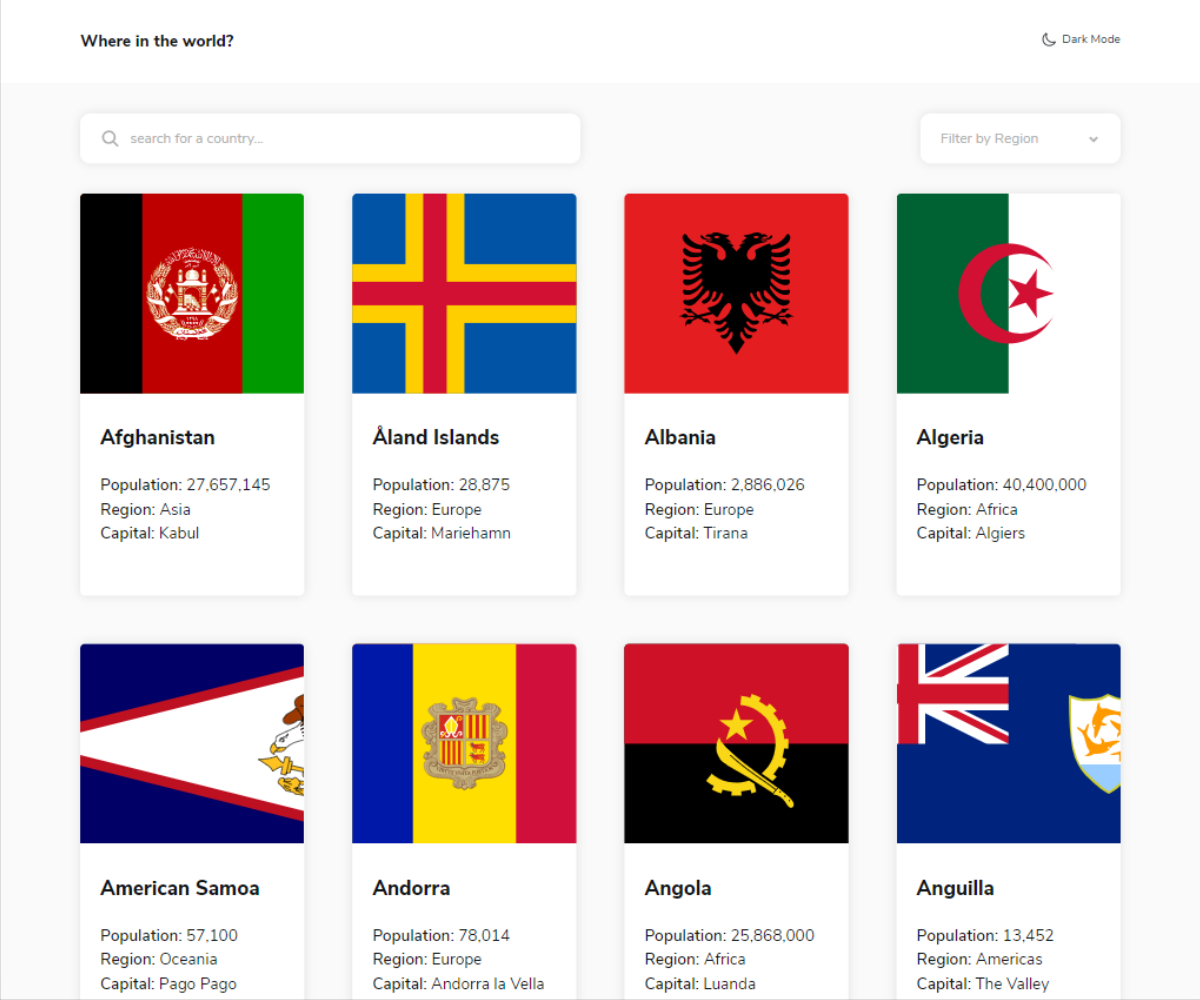 Where in the world?
Dark Mode
search for a country...
Filter by Region
Afghanistan
Population: 27,657,145
Region: Asia
Capital: Kabul
Åland Islands
Population: 28,875
Region: Europe
Capital: Mariehamn
Albania
Population: 2,886,026
Region: Europe
Capital: Tirana
Algeria
Population: 40,400,000
Region: Africa
Capital: Algiers
American Samoa
Population: 57,100
Region: Oceania
Capital: Pago Pago
Andorra
Population: 78,014
Region: Europe
Capital: Andorra la Vella
Angola
Population: 25,868,000
Region: Africa
Capital: Luanda
Anguilla
Population: 13,452
Region: Americas
Capital: The Valley